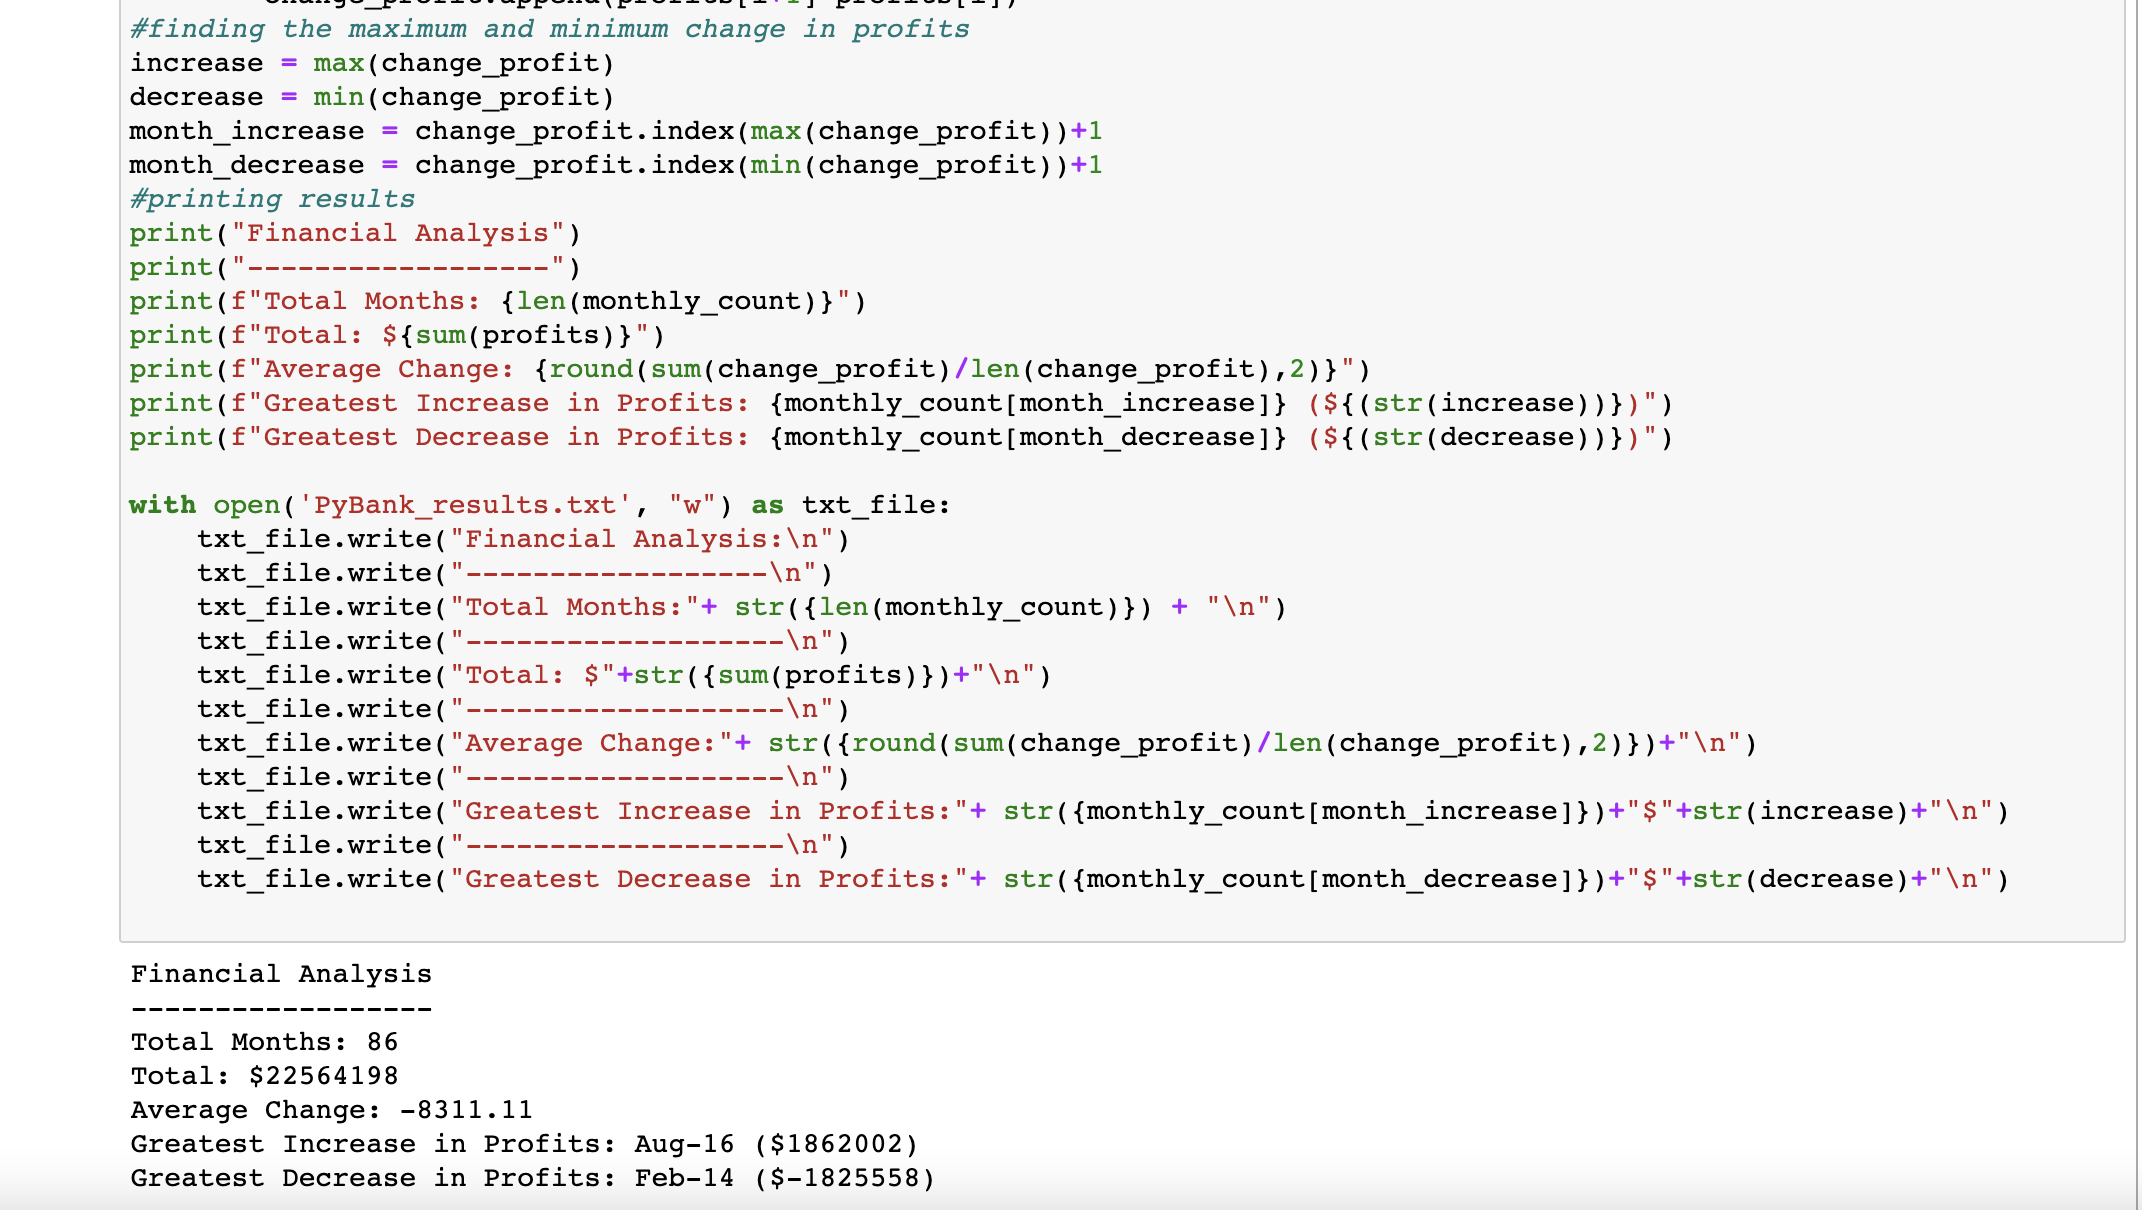 change_profit.append(profits[i+1]-profits[i])
#finding the maximum and minimum change in profits
increase = max(change_profit)
decrease = min(change_profit)
month_increase = change_profit.index(max(change_profit))+1
month_decrease = change_profit.index(min(change_profit))+1
#printing results
print("Financial Analysis")
print("------------------")
print(f"Total Months: {len(monthly_count)}")
print(f"Total: ${sum(profits)}")
print(f"Average Change: {round(sum(change_profit)/len(change_profit),2)}")
print(f"Greatest Increase in Profits: {monthly_count[month_increase]} (${(str(increase))})")
print(f"Greatest Decrease in Profits: {monthly_count[month_decrease]} (${(str(decrease))})")
with open('PyBank_results.txt', "w") as txt_file:
    txt_file.write("Financial Analysis:\n")
    txt_file.write("------------------\n")
    txt_file.write("Total Months:"+ str({len(monthly_count)}) + "\n")
    txt_file.write("-------------------\n")
    txt_file.write("Total: $"+str({sum(profits)})+"\n")
    txt_file.write("-------------------\n")
    txt_file.write("Average Change:"+ str({round(sum(change_profit)/len(change_profit),2)})+"\n")
    txt_file.write("-------------------\n")
    txt_file.write("Greatest Increase in Profits:"+ str({monthly_count[month_increase]})+"$"+str(increase)+"\n")
    txt_file.write("-------------------\n")
    txt_file.write("Greatest Decrease in Profits:"+ str({monthly_count[month_decrease]})+"$"+str(decrease)+"\n")
Financial Analysis
------------------
Total Months: 86
Total: $22564198
Average Change: -8311.11
Greatest Increase in Profits: Aug-16 ($1862002)
Greatest Decrease in Profits: Feb-14 ($-1825558)